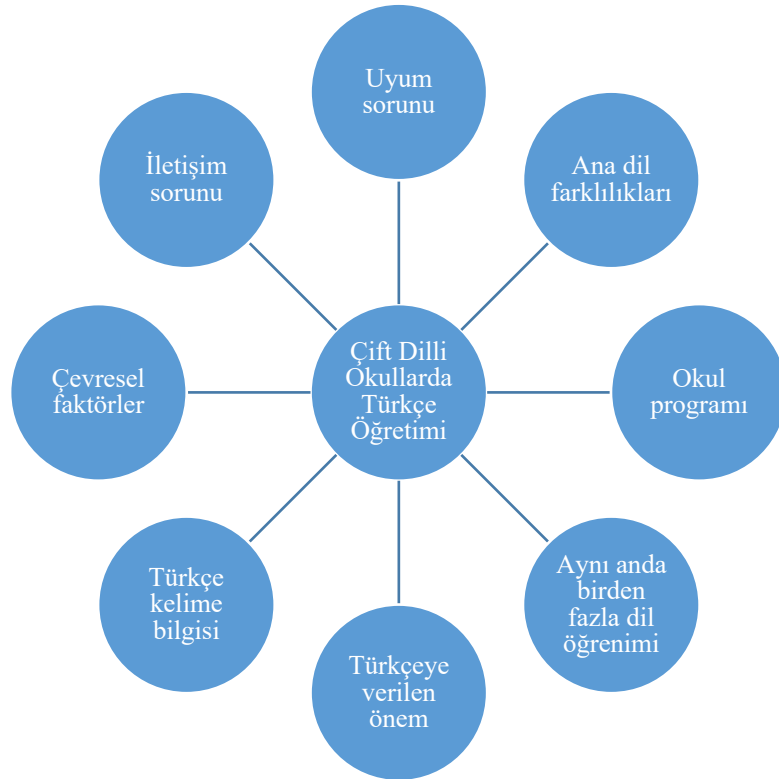 Uyum
sorunu
Ana dil
farklılıkları
Okul
programı
Aynı anda
birden
fazla dil
öğrenimi
Türkçeye
verilen
önem
Türkçe
kelime
bilgisi
Çevresel
faktörler
İletişim
sorunu
Çift Dilli
Okullarda
Türkçe
Öğretimi